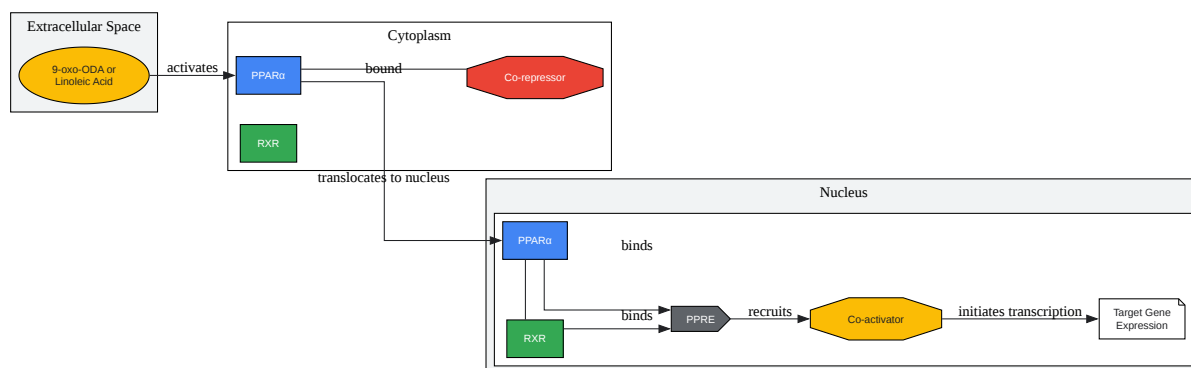 Extracellular Space
9-oxo-ODA or
Linoleic Acid
activates
Cytoplasm
PPARα
bound
Co-repressor
RXR
translocates to nucleus
Nucleus
PPARα
binds
binds
RXR
PPRE
recruits
Co-activator
initiates transcription
Target Gene
Expression